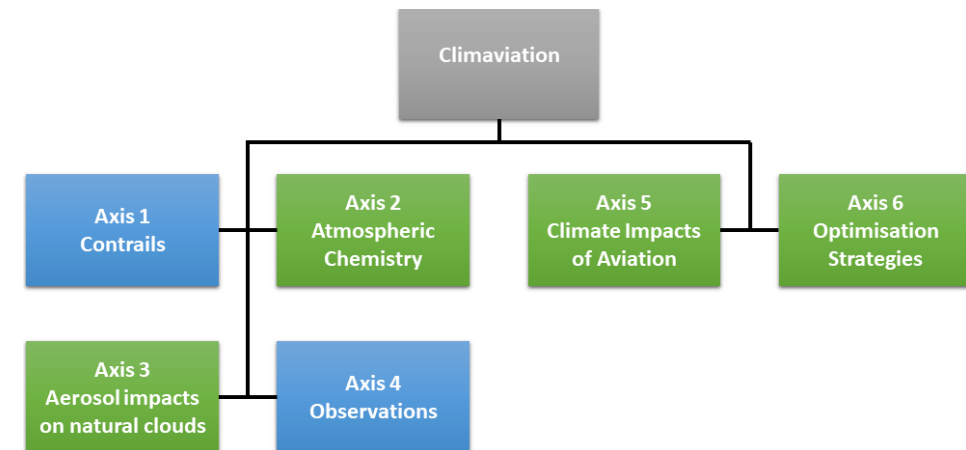 Climaviation
Axis 1
Contrails
Axis 2
Atmospheric
Chemistry
Axis 5
Climate Impacts
of Aviation
Axis 6
Optimisation
Strategies
Axis 3
Aerosol impacts
on natural clouds
Axis 4
Observations